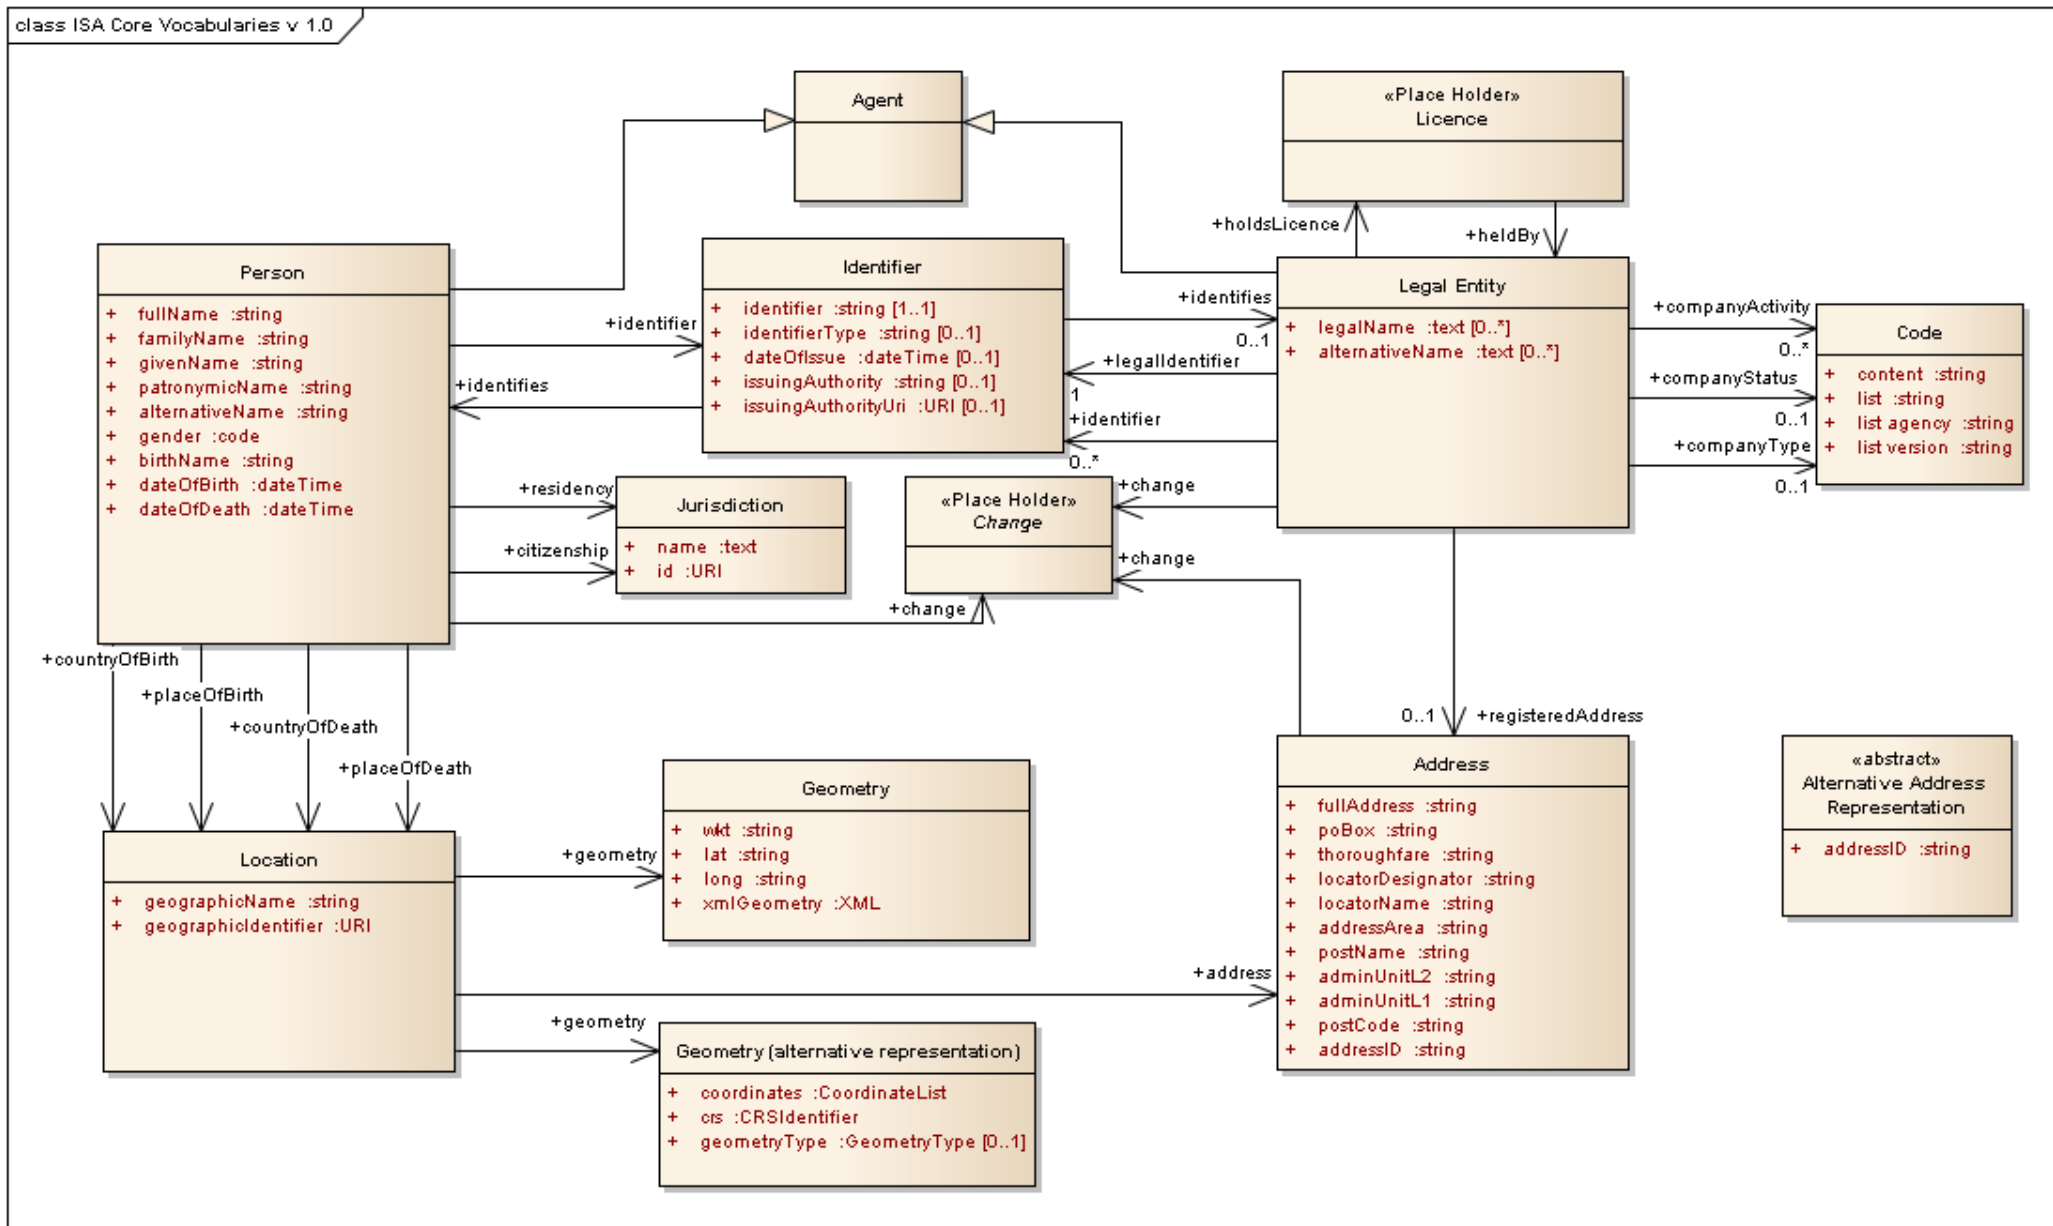 class ISA Core Vocabularies v 1.0
Agent
«Place Holder»
Licence
+holdsLicence
+heldBy
Person
+ fullName :string
+ familyName :string
+ givenName :string
+ patronymicName :string
+ alternativeName :string
+ gender :code
+ birthName :string
+ dateOfBirth :dateTime
+ dateOfDeath :dateTime
+identifier
+identifies
Identifier
+ identifier :string [1..1]
+ identifierType :string [0..1]
+ dateOfIssue :dateTime [0..1]
+ issuingAuthority :string [0..1]
+ issuingAuthorityUri :URI [0..1]
+identifies
0..1
+legalIdentifier
1
+identifier
0..*
Legal Entity
+ legalName :text [0..*]
+ alternativeName :text [0..*]
+companyActivity
0..*
+companyStatus
0..1
+companyType
0..1
Code
+ content :string
+ list :string
+ list agency :string
+ list version :string
+residency
+citizenship
Jurisdiction
+ name :text
+ id :URI
«Place Holder»
Change
+change
+change
+change
+countryOfBirth
+placeOfBirth
+countryOfDeath
+placeOfDeath
0..1
+registeredAddress
Location
+ geographicName :string
+ geographicIdentifier :URI
+geometry
Geometry
+ wkt :string
+ lat :string
+ long :string
+ xmlGeometry :XML
+address
Address
+ fullAddress :string
+ poBox :string
+ thoroughfare :string
+ locatorDesignator :string
+ locatorName :string
+ addressArea :string
+ postName :string
+ adminUnitL2 :string
+ adminUnitL1 :string
+ postCode :string
+ addressID :string
«abstract»
Alternative Address
Representation
+ addressID :string
+geometry
Geometry (alternative representation)
+ coordinates :CoordinateList
+ crs :CRSIdentifier
+ geometryType :GeometryType [0..1]